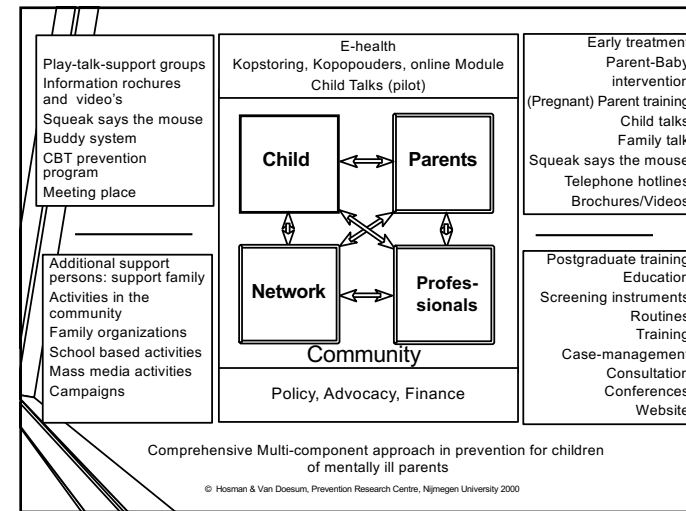 Play-talk-support groups
Information rochures
and video's
Squeak says the mouse
Buddy system
CBT prevention
program
Meeting place
E-health
Kopstoring, Kopopouders, online Module
Child Talks (pilot)
Early treatment
Parent-Baby
intervention
(Pregnant) Parent training
Child talks
Family talk
Squeak says the mouse
Telephone hotlines
Brochures/Videos
Child
Parents
Network
Profes-
sionals
Community
Additional support
persons: support family
Activities in the
community
Family organizations
School based activities
Mass media activities
Campaigns
Policy, Advocacy, Finance
Postgraduate training
Education
Screening instruments
Routines
Training
Case-management
Consultation
Conferences
Website
Comprehensive Multi-component approach in prevention for children
of mentally ill parents
© Hosman & Van Doesum, Prevention Research Centre, Nijmegen University 2000